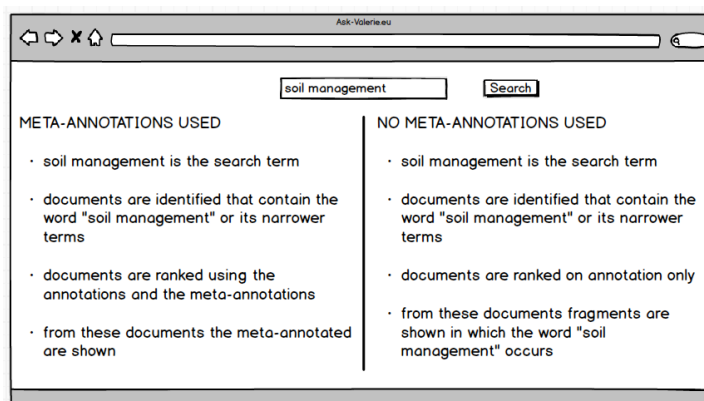 Ask-Valerie.eu
soil management
Search
META-ANNOTATIONS USED
· soil management is the search term
· documents are identified that contain the
word "soil management" or its narrower
terms
· documents are ranked using the
annotations and the meta-annotations
· from these documents the meta-annotated
are shown
NO META-ANNOTATIONS USED
· soil management is the search term
· documents are identified that contain the
word "soil management" or its narrower
terms
· documents are ranked on annotation only
· from these documents fragments are
shown in which the word "soil
management" occurs